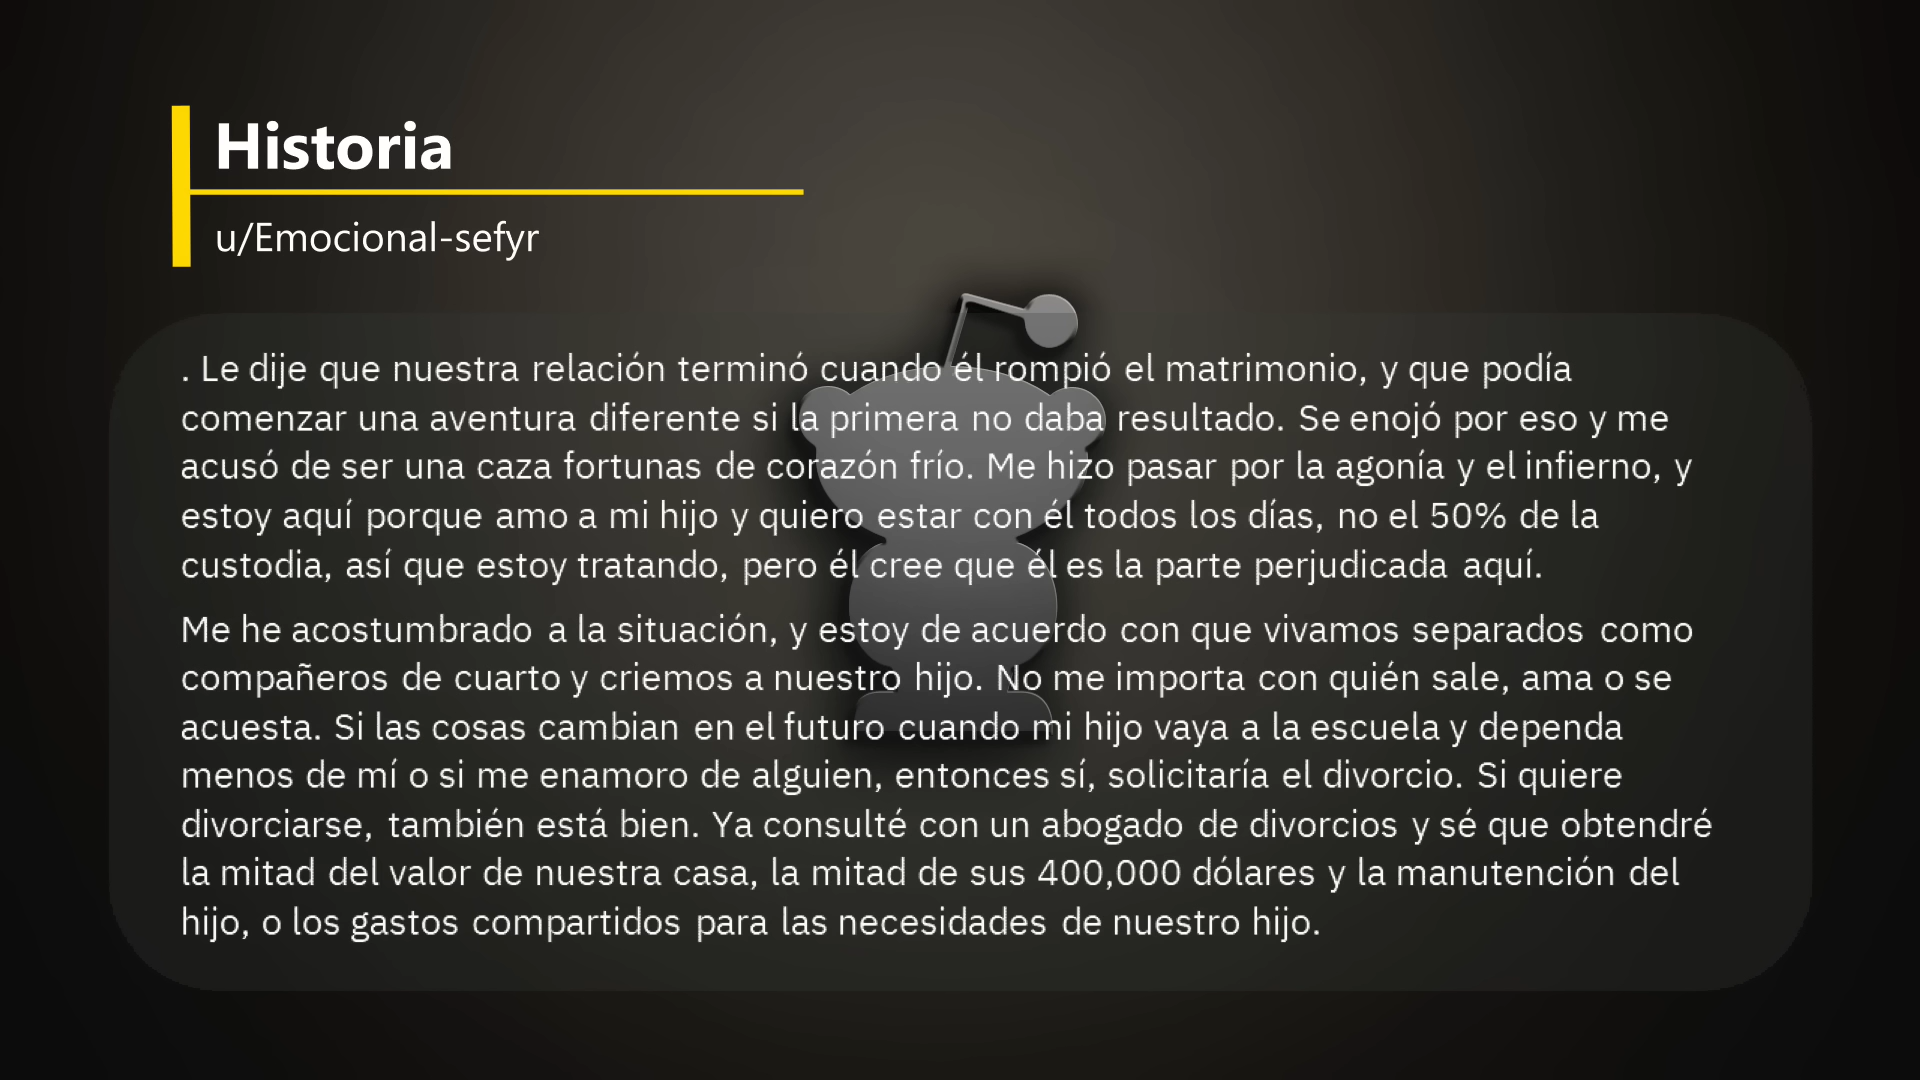 Historia
u/Emocional-sefyr
. Le dije que nuestra relación terminó cuando él rompió el matrimonio, y que podía
comenzar una aventura diferente si la primera no daba resultado. Se enojó por eso y me
acusó de ser una caza fortunas de corazón frío. Me hizo pasar por la agonía y el infierno, y
estoy aquí porque amo a mi hijo y quiero estar con él todos los días, no el 50% de la
custodia, así que estoy tratando, pero él cree que él es la parte perjudicada aquí.
Me he acostumbrado a la situación, y estoy de acuerdo con que vivamos separados como
compañeros de cuarto y criemos a nuestro hijo. No me importa con quién sale, ama o se
acuesta. Si las cosas cambian en el futuro cuando mi hijo vaya a la escuela y dependa
menos de mí o si me enamoro de alguien, entonces sí, solicitaría el divorcio. Si quiere
divorciarse, también está bien. Ya consulté con un abogado de divorcios y sé que obtendré
la mitad del valor de nuestra casa, la mitad de sus 400,000 dólares y la manutención del
hijo, o los gastos compartidos para las necesidades de nuestro hijo.